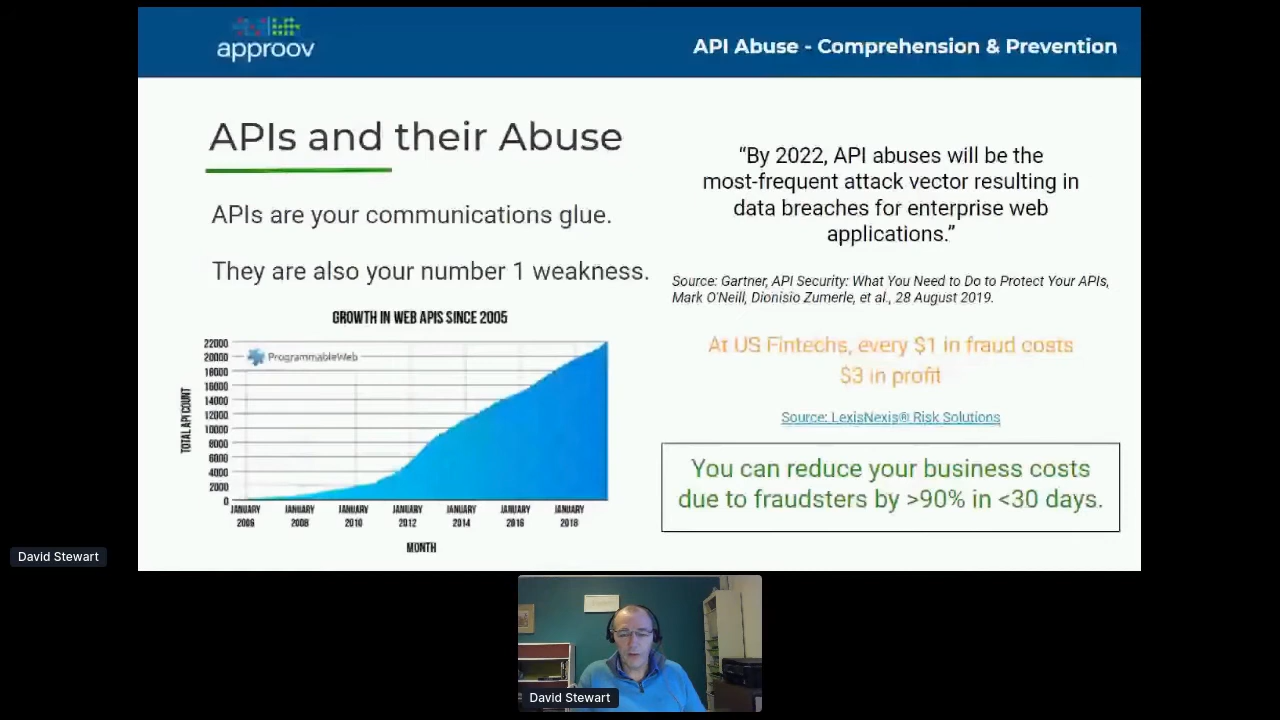 approov
API Abuse - Comprehension & Prevention
APIs and their Abuse
APIs are your communications glue.
They are also your number 1 weakness.
GROWTH IN WEB APIS SINCE 2005
ProgrammableWeb
TOTAL API COUNT
22000
20000
18000
16000
14000
12000
10000
8000
6000
4000
2000
0
JANUARY JANUARY JANUARY JANUARY JANUARY JANUARY JANUARY
2006 2008 2010 2012 2014 2016 2018
MONTH
“By 2022, API abuses will be the
most-frequent attack vector resulting in
data breaches for enterprise web
applications.”
Source: Gartner, API Security: What You Need to Do to Protect Your APIs,
Mark O'Neill, Dionisio Zumerle, et al., 28 August 2019.
At US Fintechs, every $1 in fraud costs
$3 in profit
Source: LexisNexis® Risk Solutions
You can reduce your business costs
due to fraudsters by >90% in <30 days.
David Stewart
David Stewart